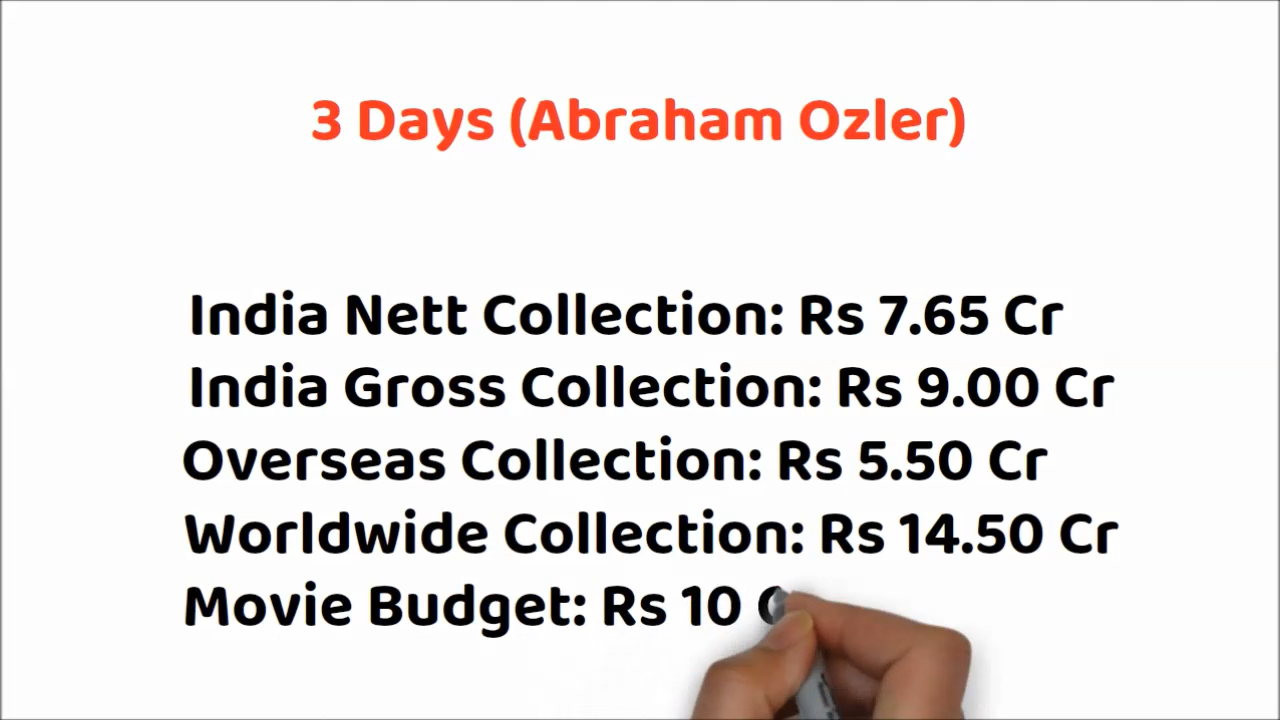 3 Days (Abraham Ozler)
India Nett Collection: Rs 7.65 Cr
India Gross Collection: Rs 9.00 Cr
Overseas Collection: Rs 5.50 Cr
Worldwide Collection: Rs 14.50 Cr
Movie Budget: Rs 10